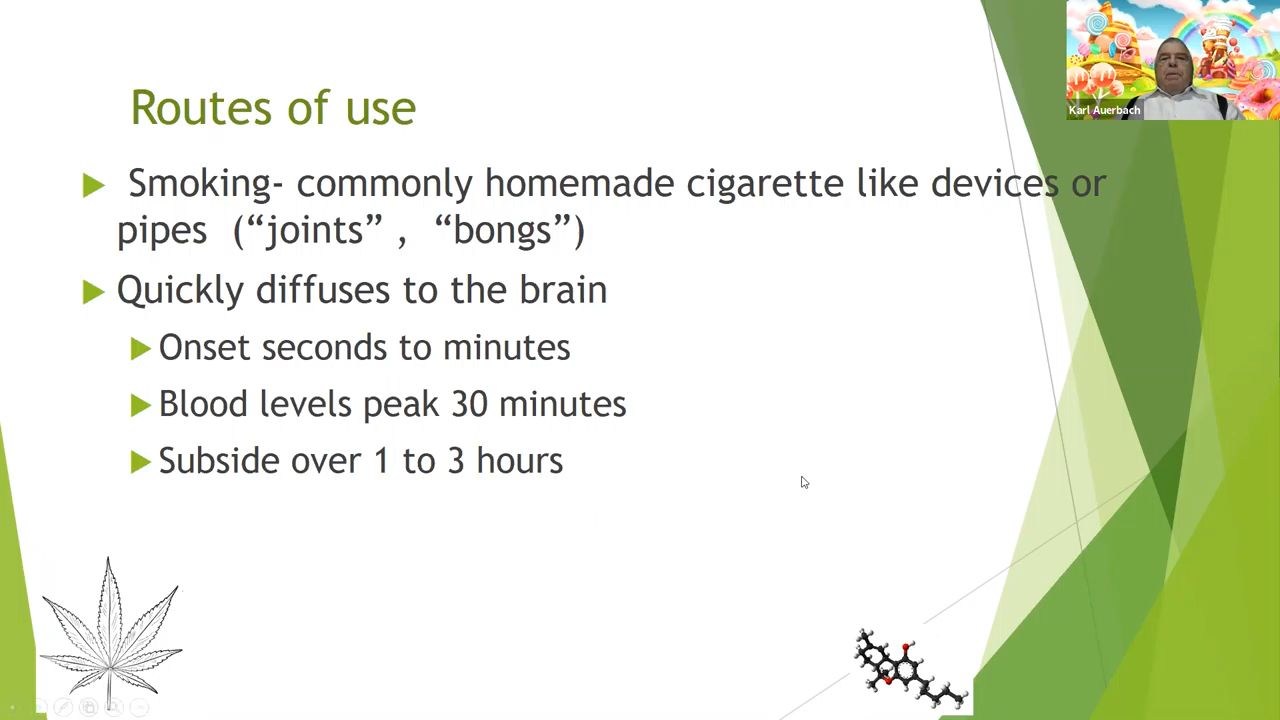 Karl Auerbach
Routes of use
Smoking- commonly homemade cigarette like devices or
pipes (“joints” , “bongs”)
Quickly diffuses to the brain
Onset seconds to minutes
Blood levels peak 30 minutes
Subside over 1 to 3 hours